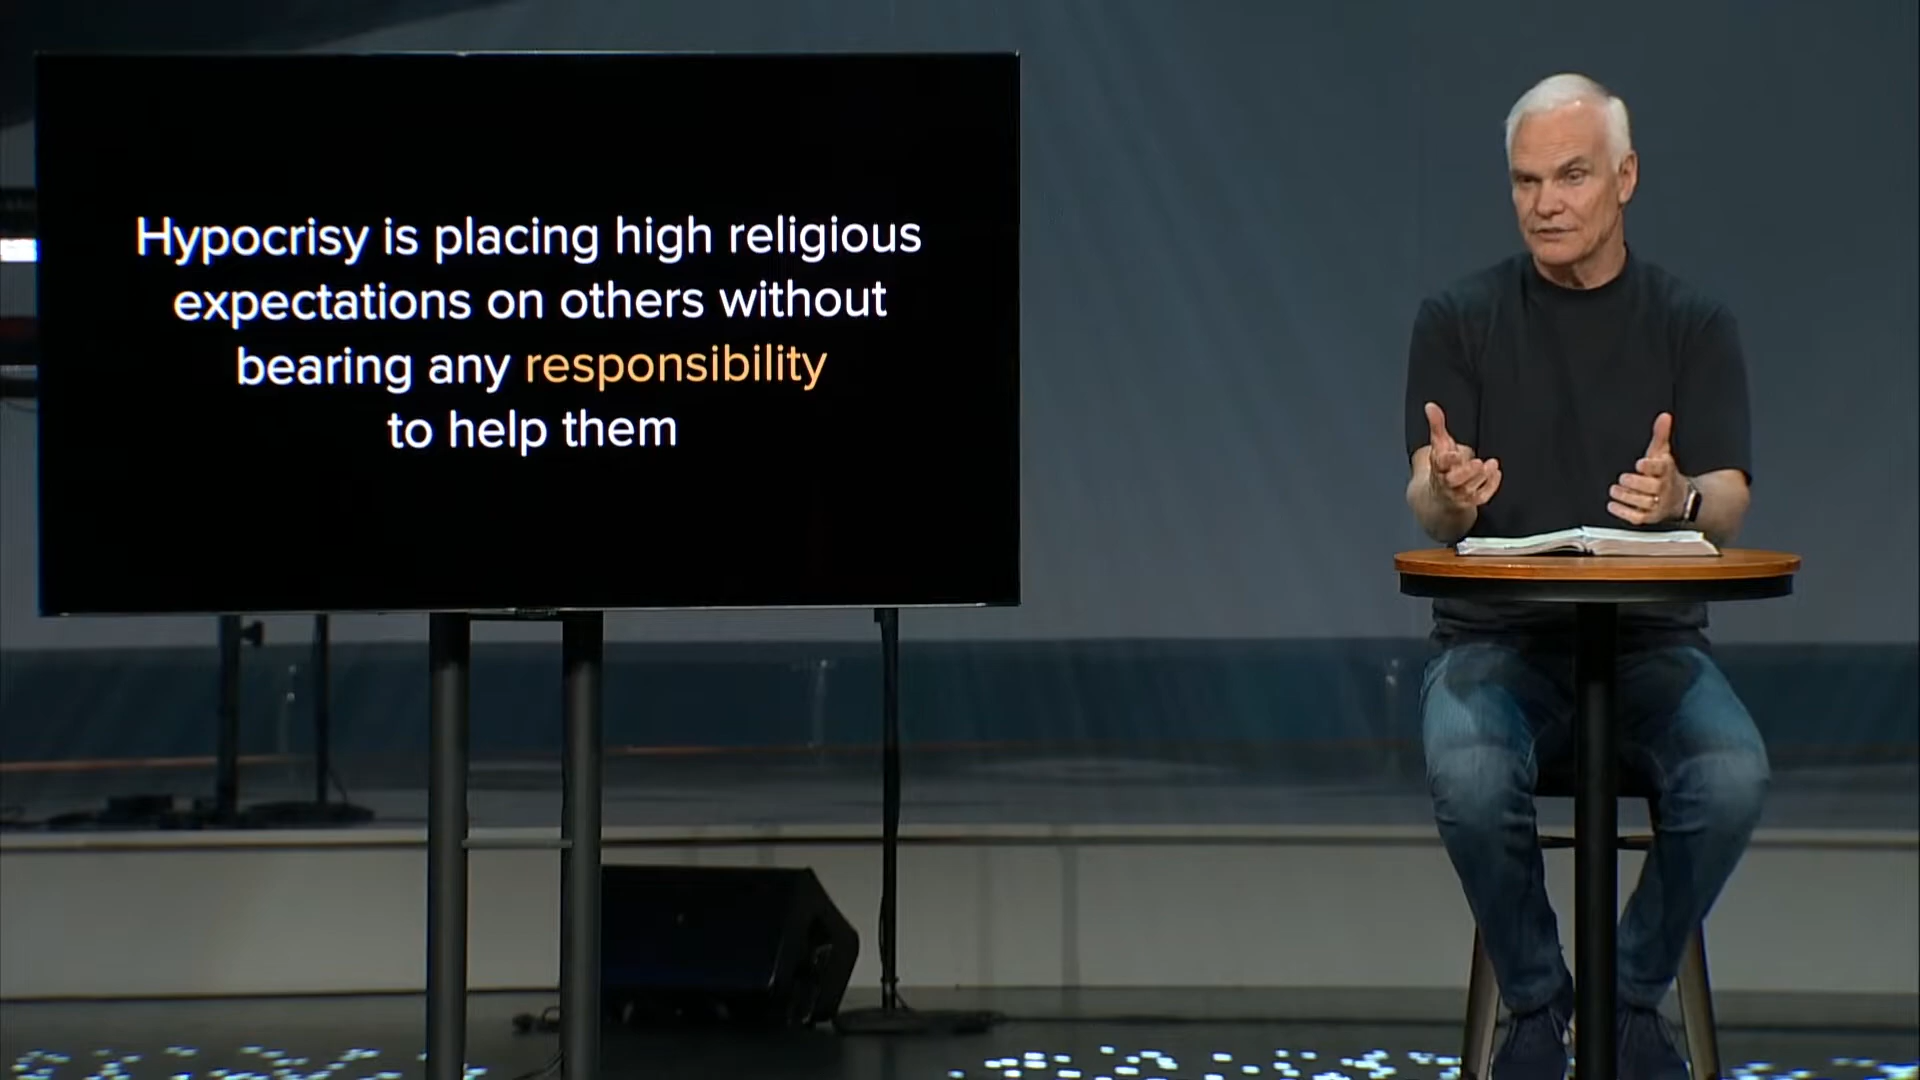 Hypocrisy is placing high religious
expectations on others without
bearing any responsibility
to help them